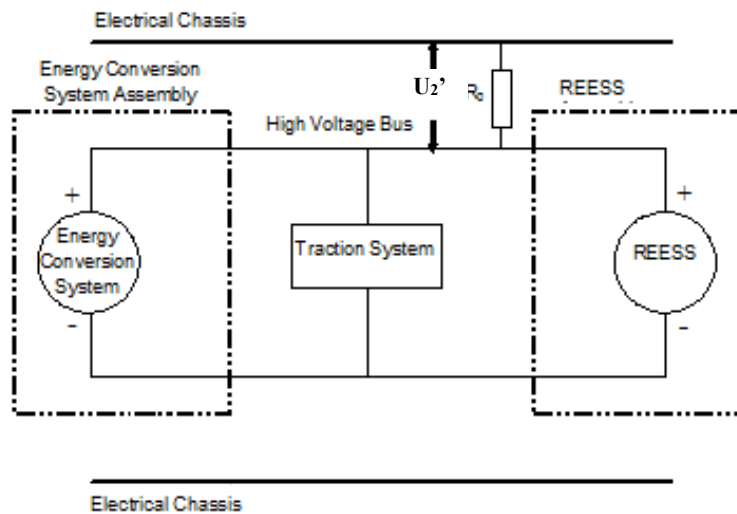 Electrical Chassis
Energy Conversion
System Assembly
U₂’
R₀
REESS
High Voltage Bus
+
Energy
Conversion
System
-
Traction System
+
REESS
-
Electrical Chassis